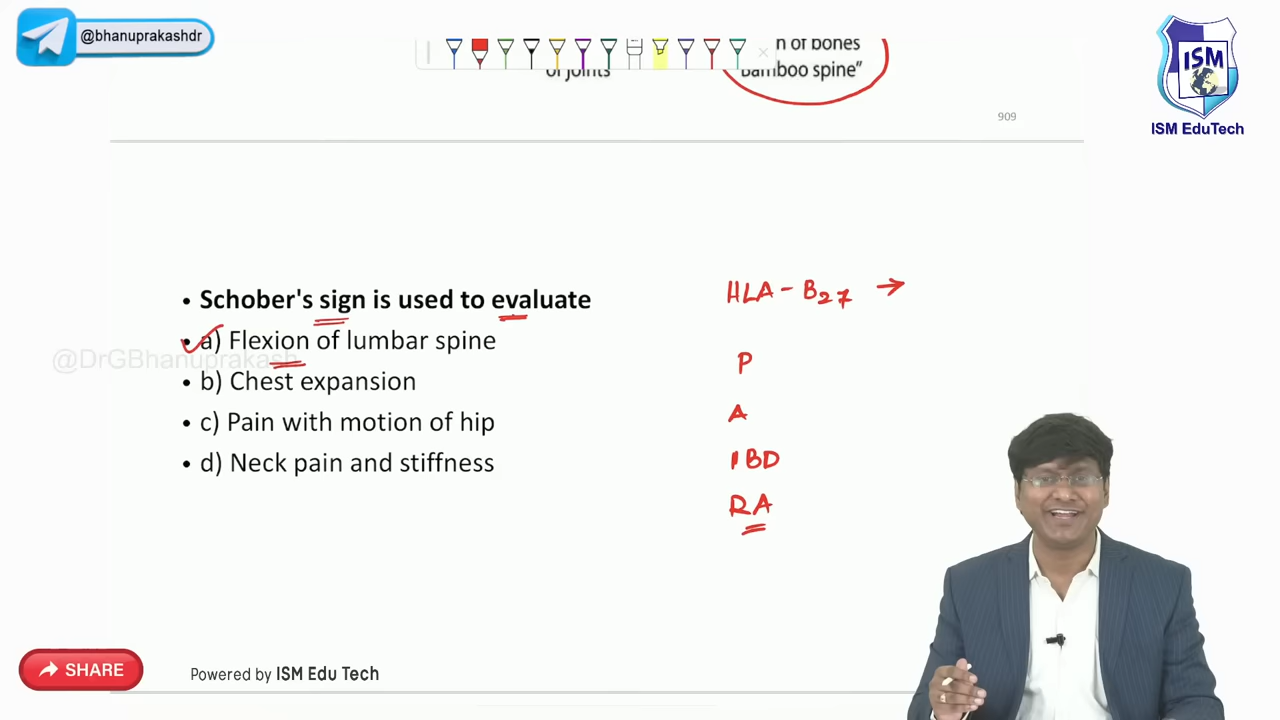 @bhanuprakashdr
n of bones
of joints
Bamboo spine”
ISM
ISM EduTech
909
• Schober's sign is used to evaluate
• a) Flexion of lumbar spine
@DrGBhanuprakash
• b) Chest expansion
• c) Pain with motion of hip
• d) Neck pain and stiffness
HLA - B27 →
P
A
IBD
RA
SHARE
Powered by ISM Edu Tech